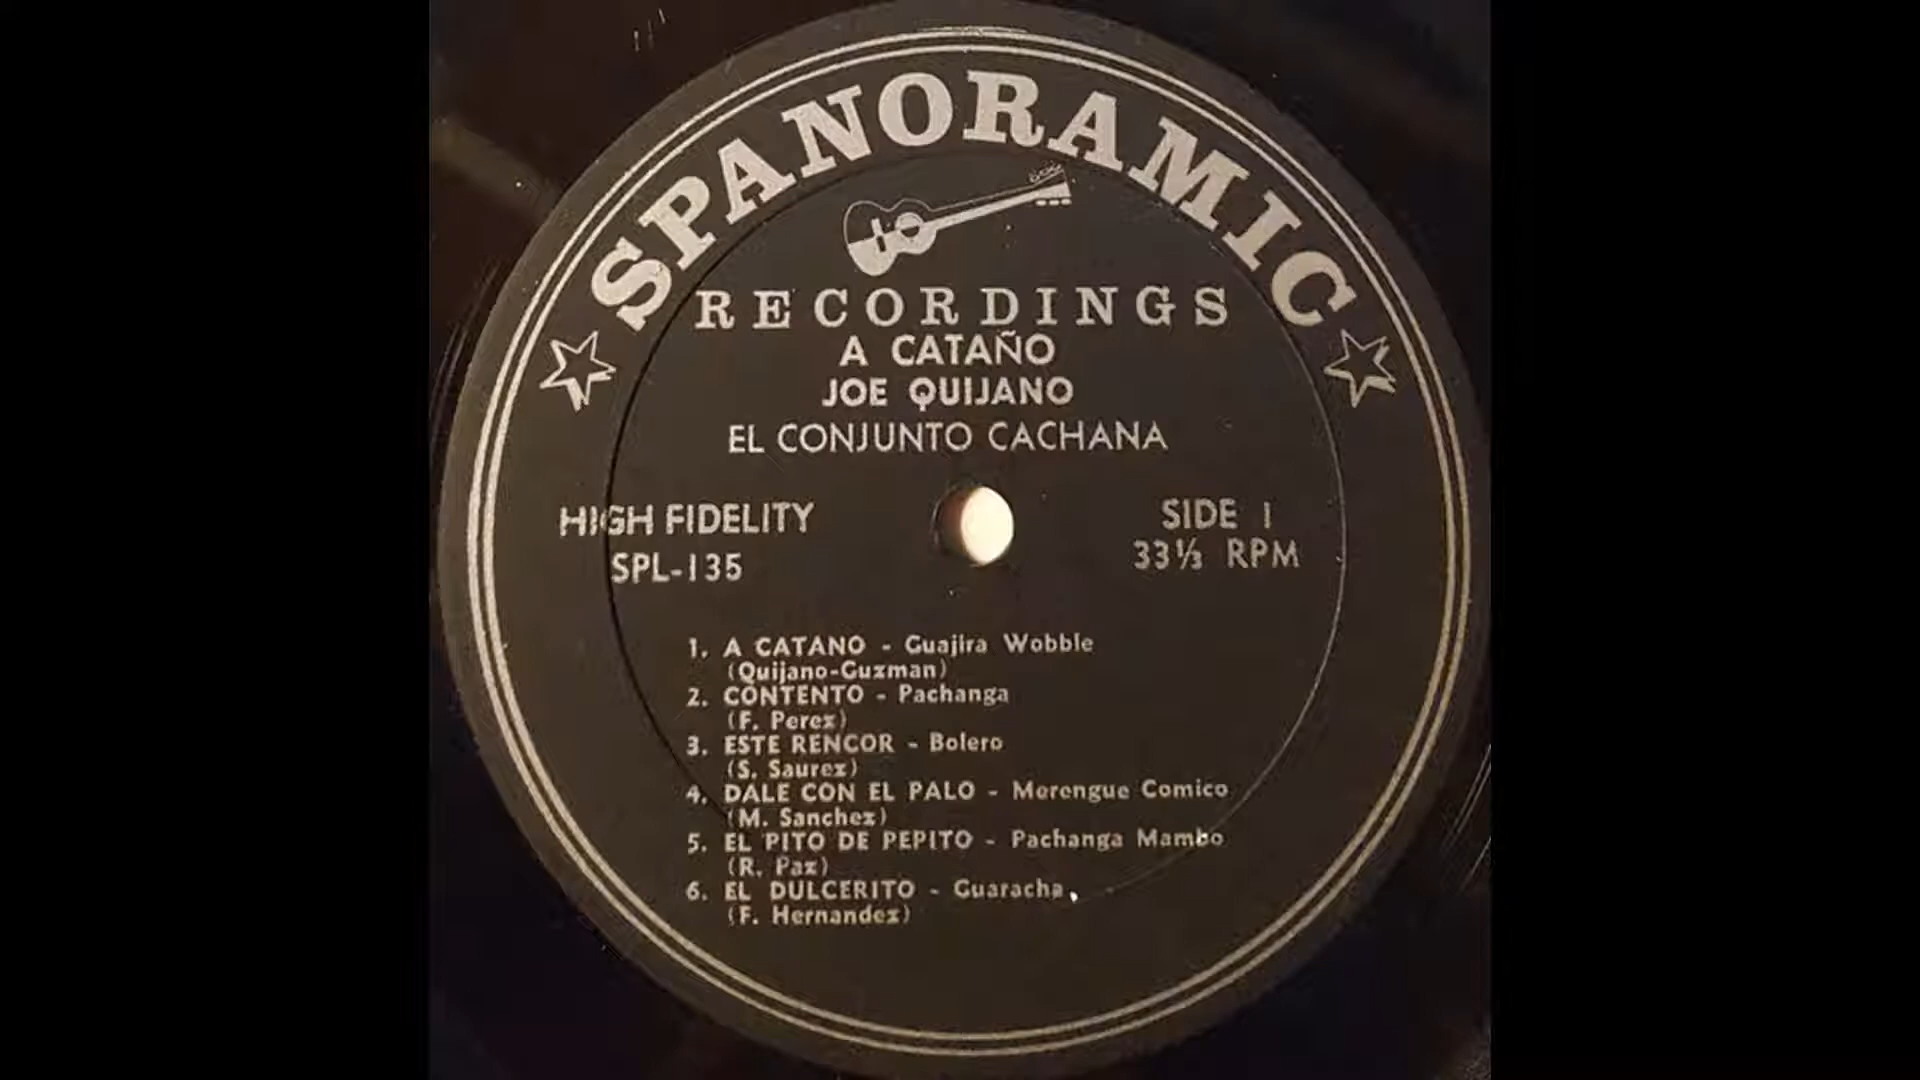 SPANORAMIC
RECORDINGS
A CATAÑO
JOE QUIJANO
EL CONJUNTO CACHANA
HIGH FIDELITY
SPL-135
SIDE 1
33⅓ RPM
1. A CATANO - Guajira Wobble
(Quijano-Guzman)
2. CONTENTO - Pachanga
(F. Perez)
3. ESTE RENCOR - Bolero
(S. Saurez)
4. DALE CON EL PALO - Merengue Comico
(M. Sanchez)
5. EL PITO DE PEPITO - Pachanga Mambo
(R. Paz)
6. EL DULCERITO - Guaracha
(F. Hernandez)